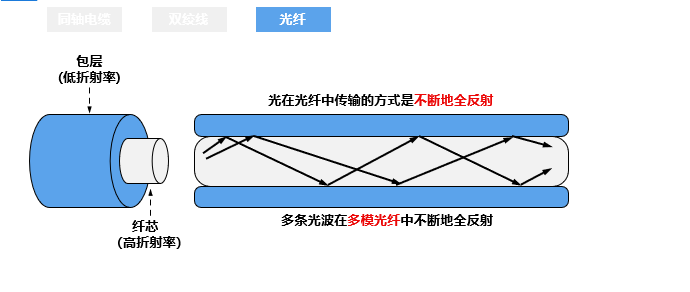 同轴电缆 双绞线 光纤
包层
(低折射率)
光在光纤中传输的方式是不断地全反射
纤芯
(高折射率)
多条光波在多模光纤中不断地全反射